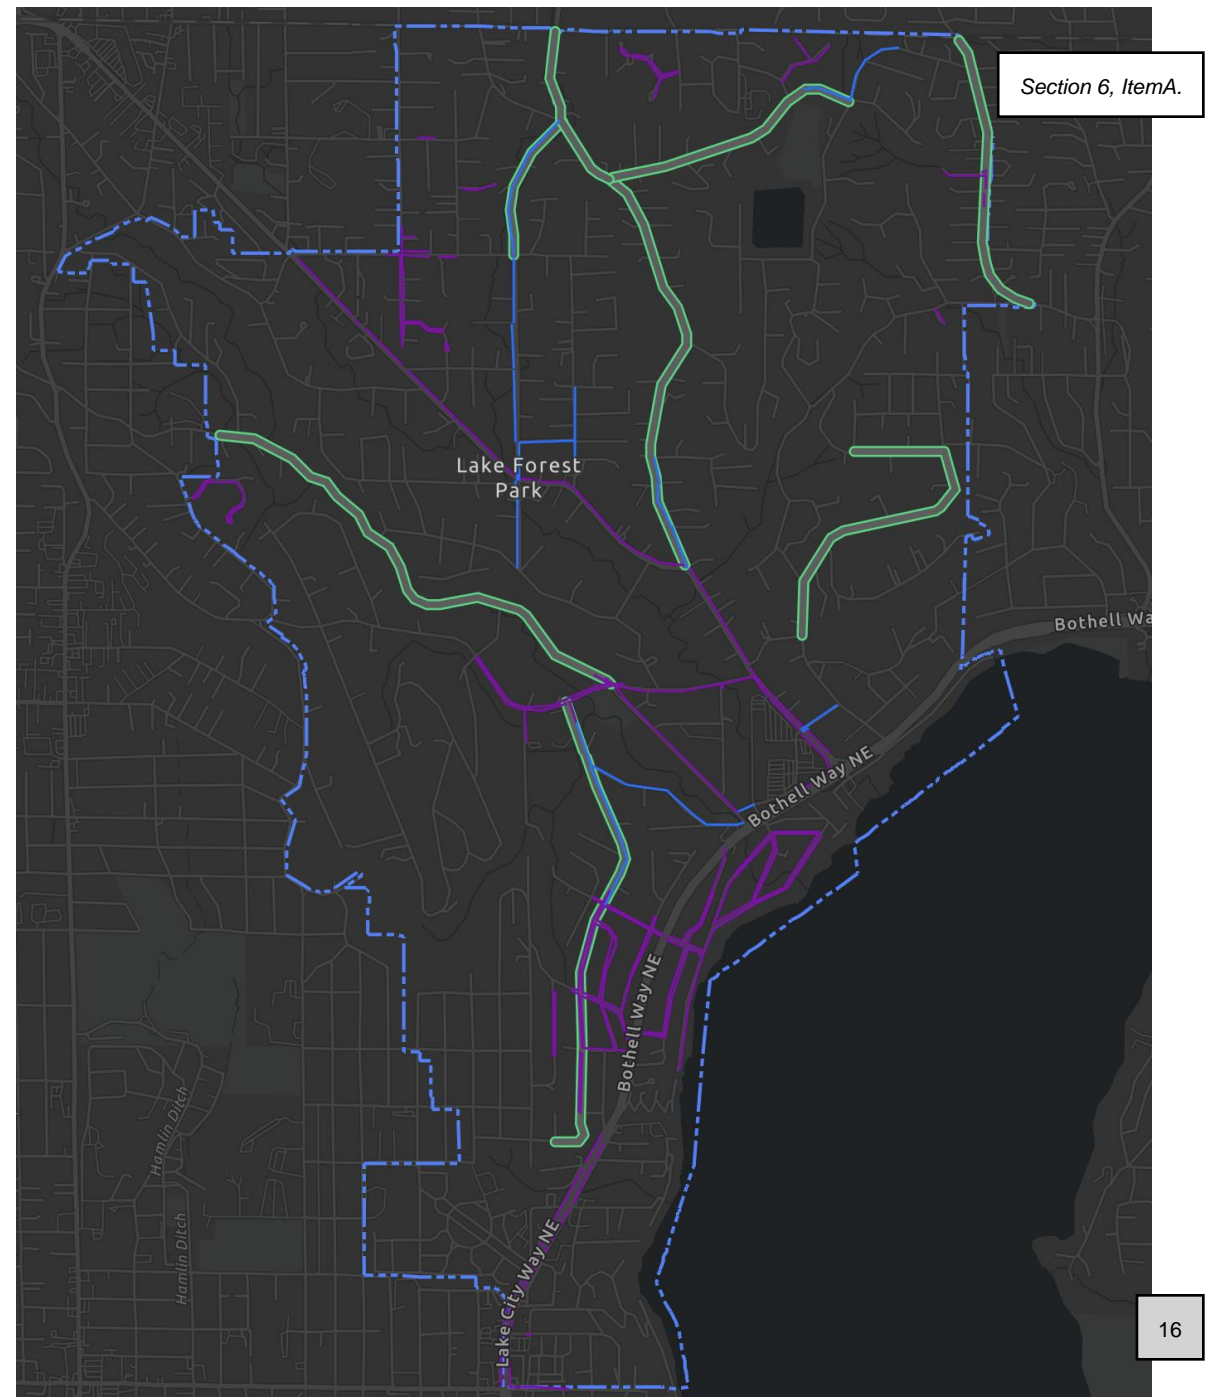 Section 6, ItemA.
Lake Forest
Park
Bothell Wa
Bothell Way NE
Bothell Way NE
Hamlin Ditch
Hamlin Ditch
Lake City Way NE
16